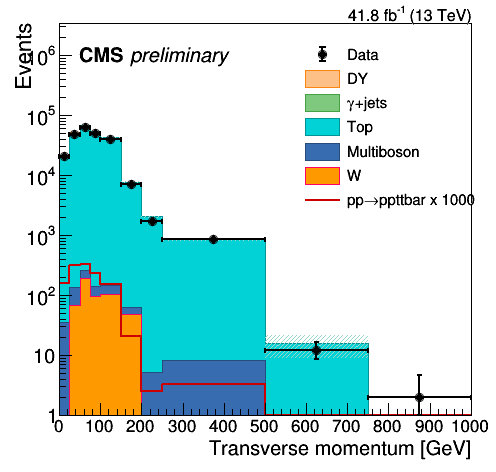 41.8 fb⁻¹ (13 TeV)
Events
CMS preliminary
Data
DY
γ+jets
Top
Multiboson
W
pp→ppttbar x 1000
10⁶
10⁵
10⁴
10³
10²
10
1
0 100 200 300 400 500 600 700 800 900 1000
Transverse momentum [GeV]